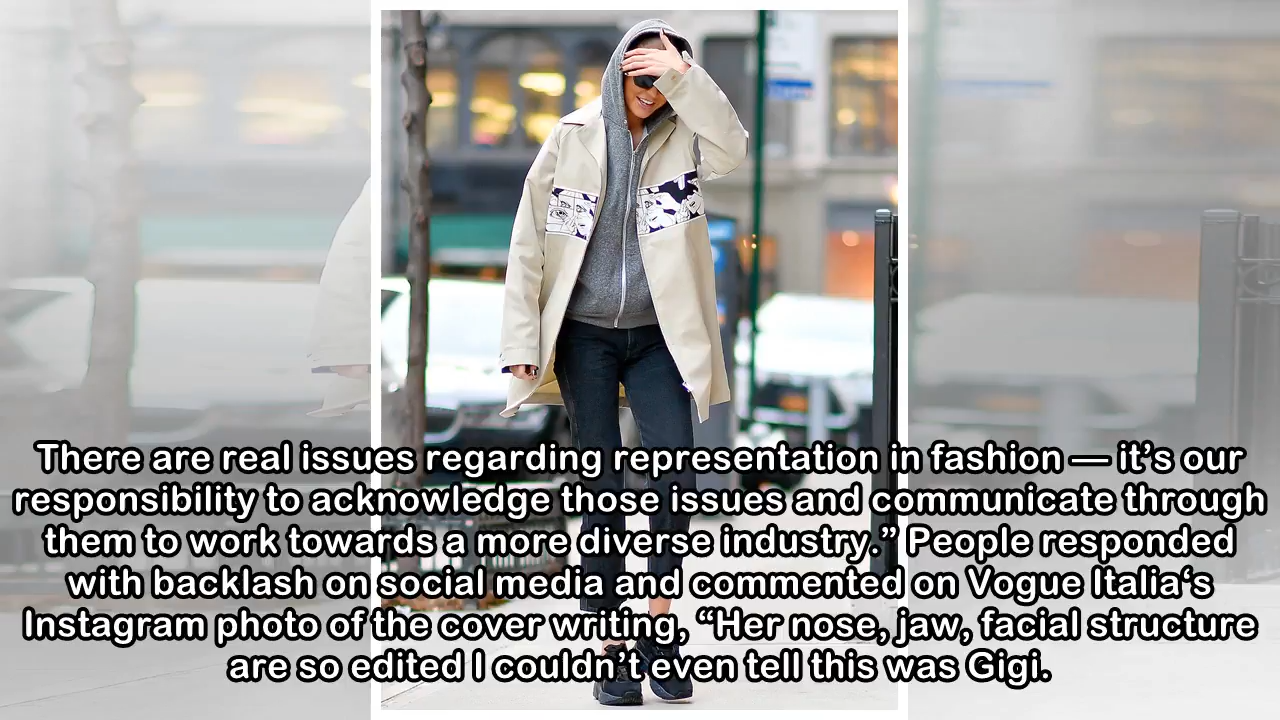 There are real issues regarding representation in fashion — it’s our
responsibility to acknowledge those issues and communicate through
them to work towards a more diverse industry.” People responded
with backlash on social media and commented on Vogue Italia‘s
Instagram photo of the cover writing, “Her nose, jaw, facial structure
are so edited I couldn’t even tell this was Gigi.